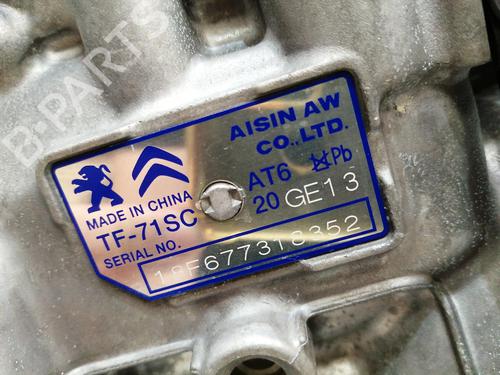 B-PARTS
AISIN AW
CO.,LTD.
AT6 Pb
20 GE13
MADE IN CHINA
TF-71SC
SERIAL NO.
18F677318352